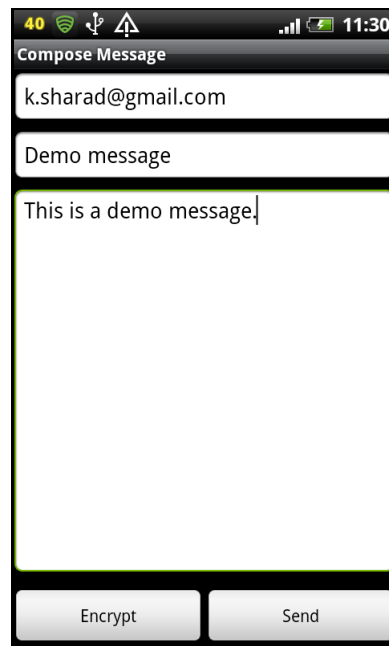 40 11:30
Compose Message
k.sharad@gmail.com
Demo message
This is a demo message.
Encrypt Send